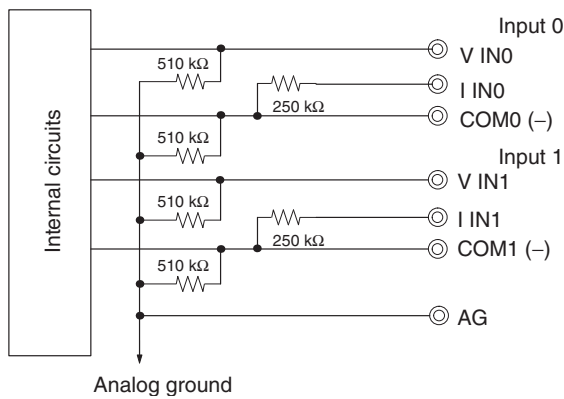 Input 0
V IN0
510 kΩ
I IN0
250 kΩ
COM0 (–)
510 kΩ
Input 1
510 kΩ
V IN1
I IN1
250 kΩ
510 kΩ
COM1 (–)
AG
Internal circuits
Analog ground